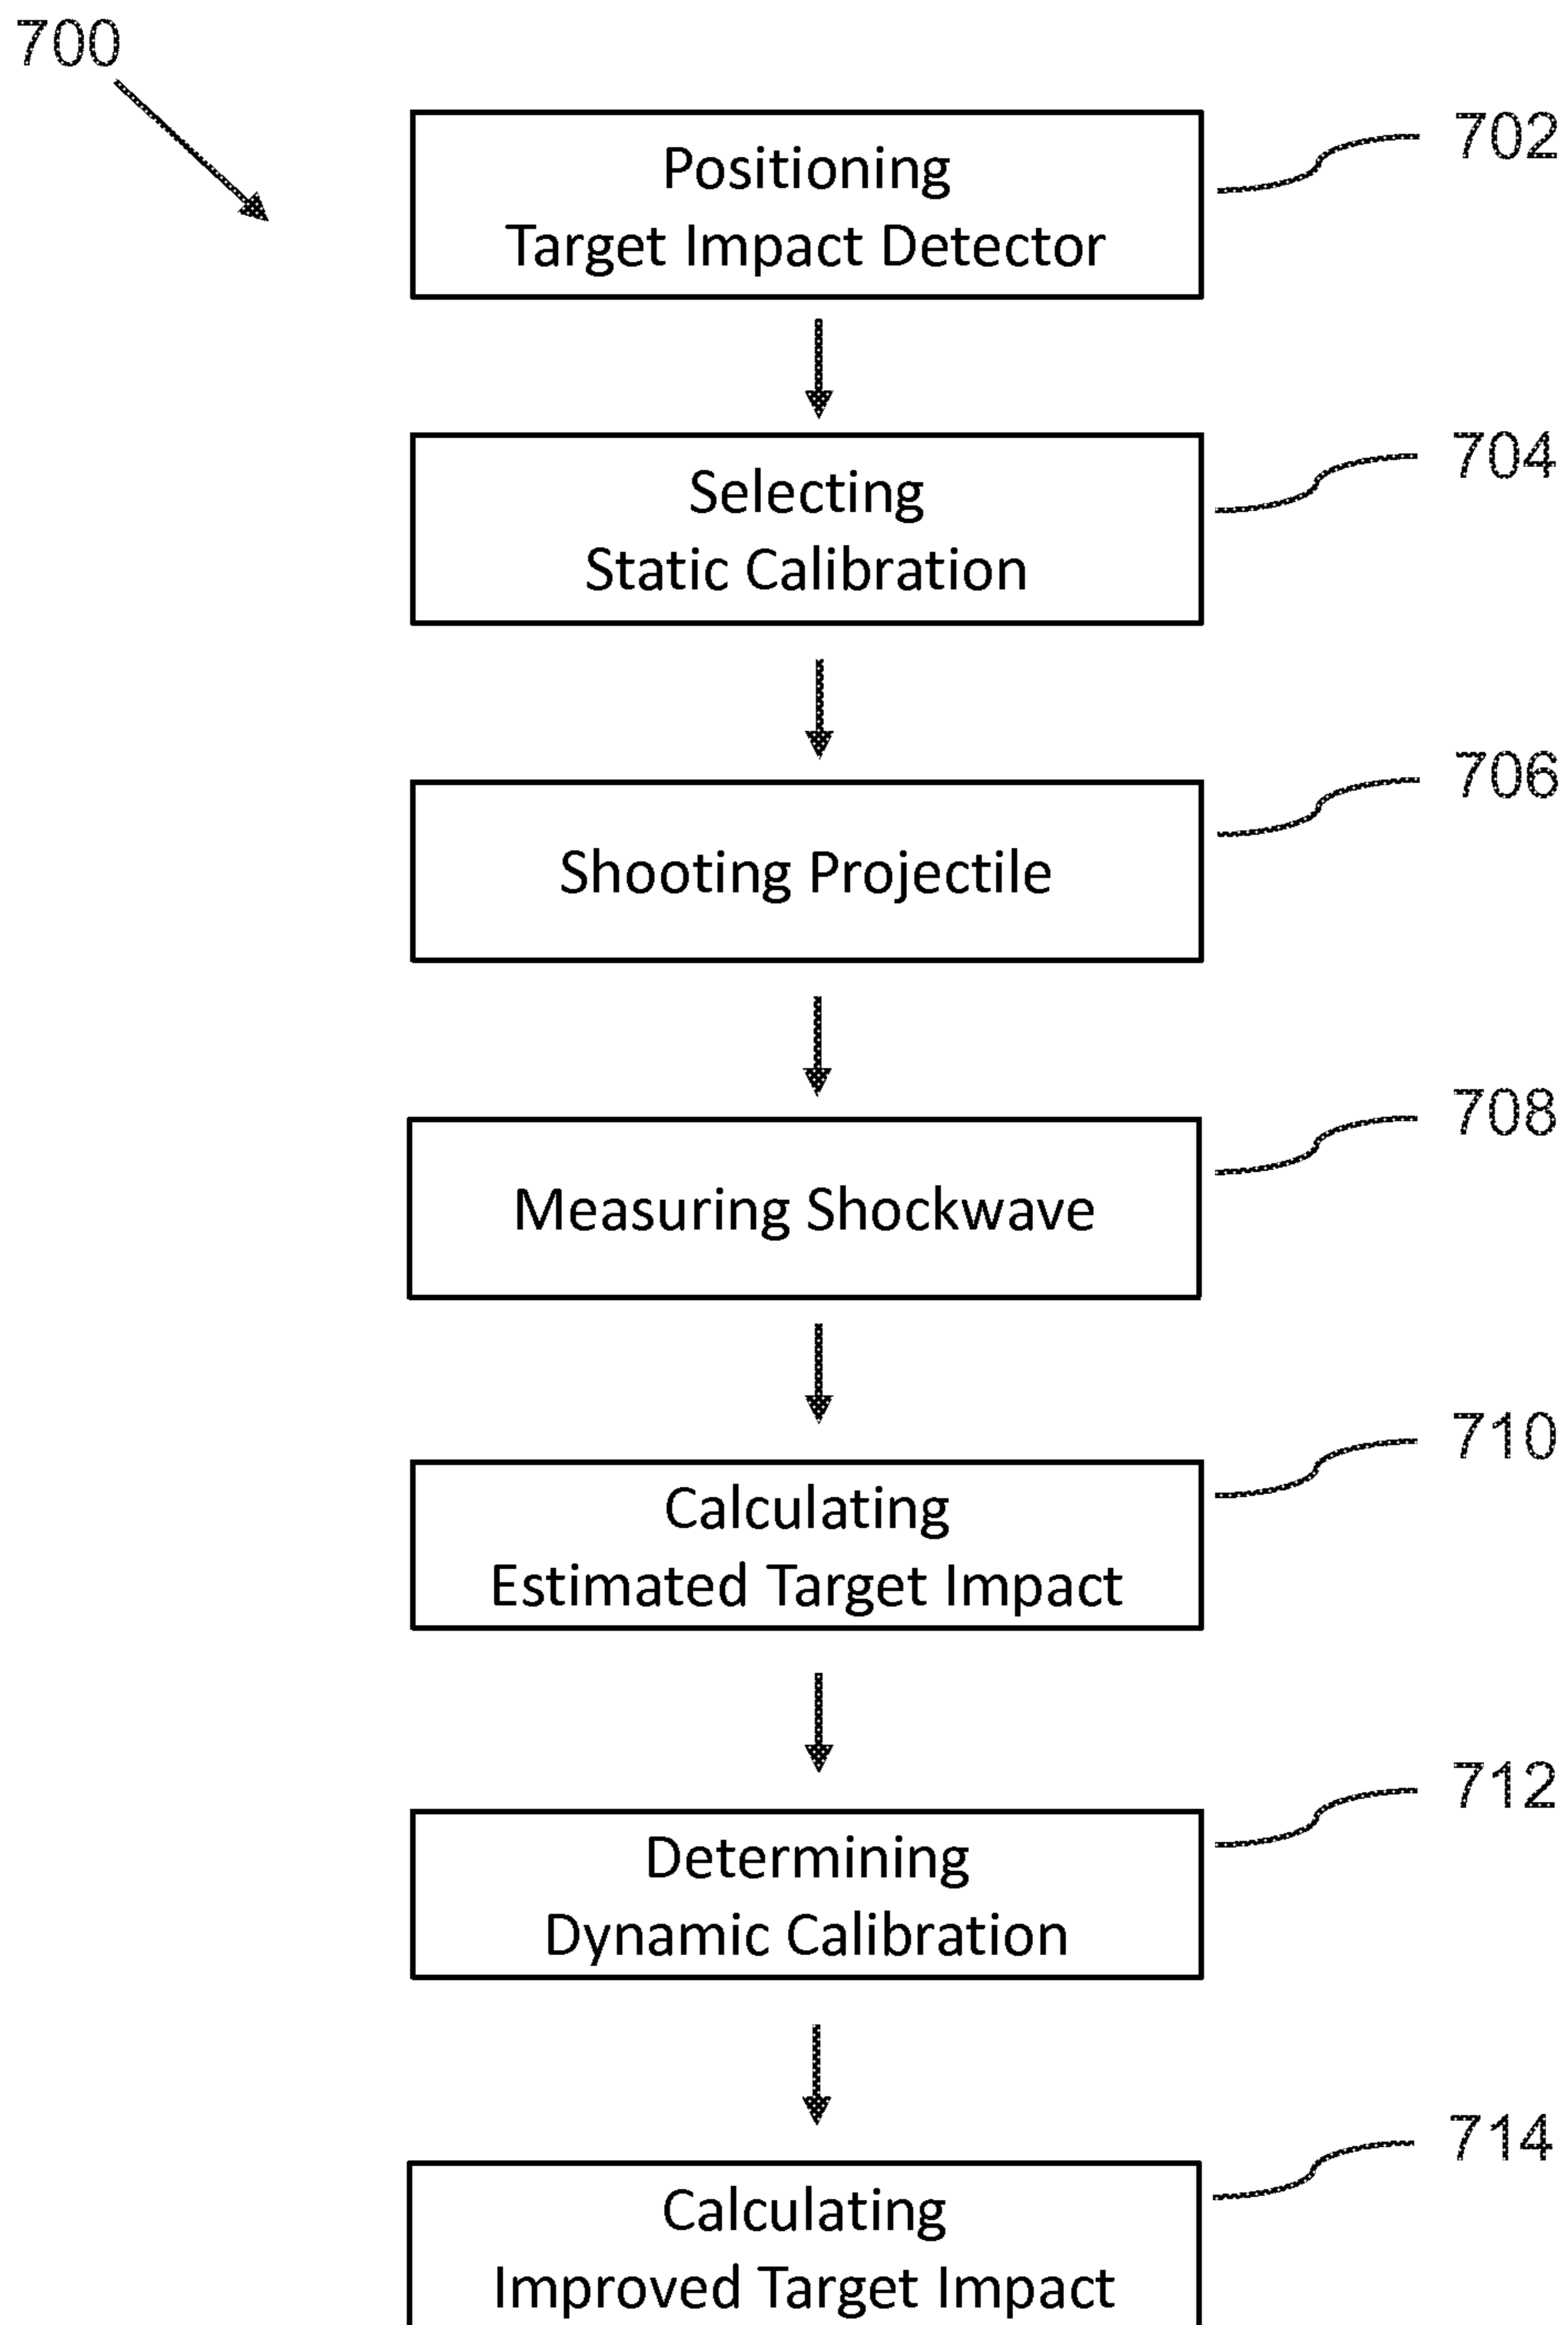 700
702
Positioning
Target Impact Detector
704
Selecting
Static Calibration
706
Shooting Projectile
708
Measuring Shockwave
710
Calculating
Estimated Target Impact
712
Determining
Dynamic Calibration
714
Calculating
Improved Target Impact